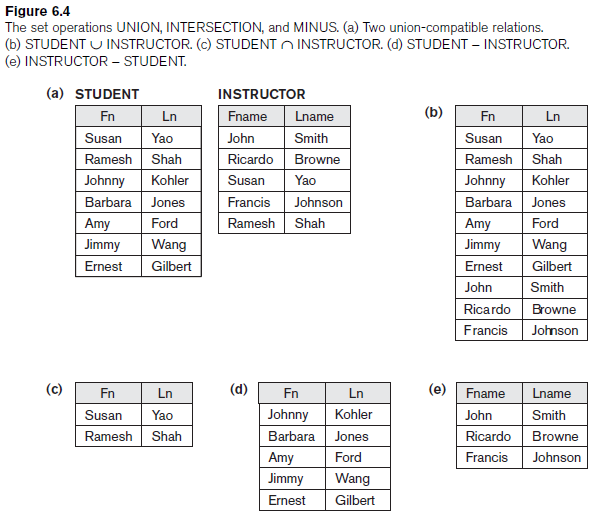 Figure 6.4
The set operations UNION, INTERSECTION, and MINUS. (a) Two union-compatible relations.
(b) STUDENT ∪ INSTRUCTOR. (c) STUDENT ∩ INSTRUCTOR. (d) STUDENT – INSTRUCTOR.
(e) INSTRUCTOR – STUDENT.
(a) STUDENT
Fn Ln
Susan Yao
Ramesh Shah
Johnny Kohler
Barbara Jones
Amy Ford
Jimmy Wang
Ernest Gilbert
INSTRUCTOR
Fname Lname
John Smith
Ricardo Browne
Susan Yao
Francis Johnson
Ramesh Shah
(b)
Fn Ln
Susan Yao
Ramesh Shah
Johnny Kohler
Barbara Jones
Amy Ford
Jimmy Wang
Ernest Gilbert
John Smith
Ricardo Browne
Francis Johnson
(c)
Fn Ln
Susan Yao
Ramesh Shah
(d)
Fn Ln
Johnny Kohler
Barbara Jones
Amy Ford
Jimmy Wang
Ernest Gilbert
(e)
Fname Lname
John Smith
Ricardo Browne
Francis Johnson